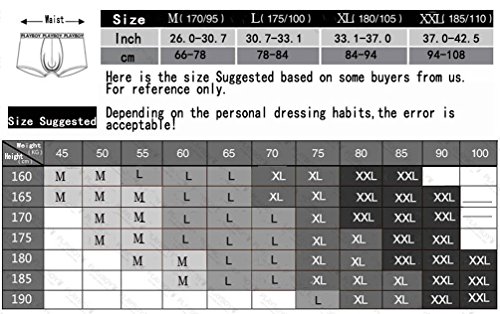 Waist
PLAYBOY PLAYBOY PLAYBOY
Size M(170/95) L(175/100) XL(180/105) XXL(185/110)
Inch 26.0-30.7 30.7-33.1 33.1-37.0 37.0-42.5
cm 66-78 78-84 84-94 94-108
Here is the size Suggested based on some buyers from us.
For reference only.
Size Suggested
Depending on the personal dressing habits,the error is
acceptable!
Weight (KG) Height (cm) 45 50 55 60 65 70 75 80 85 90 100
160 M M L L L XL XL XXL XXL
165 M M M L L XL XL XXL XXL XXL
170 M M L L L XL XXL XXL XXL
175 M M L L L XL XL XXL XXL
180 M M L L XL XL XXL XXL XXL
185 M L L XL XL XXL XXL XXL
190 L XL XL XXL XXL